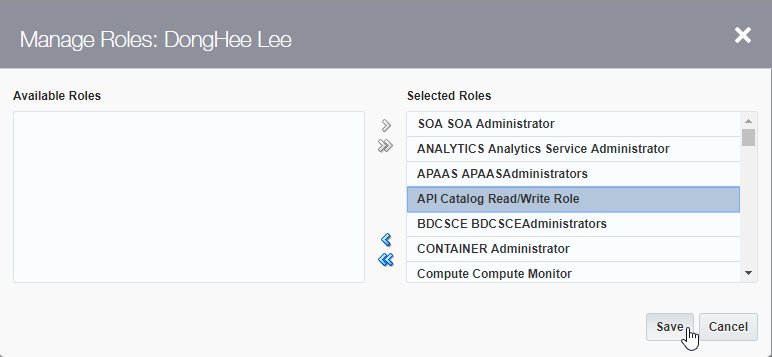 Manage Roles: DongHee Lee
Available Roles
Selected Roles
SOA SOA Administrator
ANALYTICS Analytics Service Administrator
APAAS APAASAdministrators
API Catalog Read/Write Role
BDCSCE BDCSCEAdministrators
CONTAINER Administrator
Compute Compute Monitor
Save
Cancel